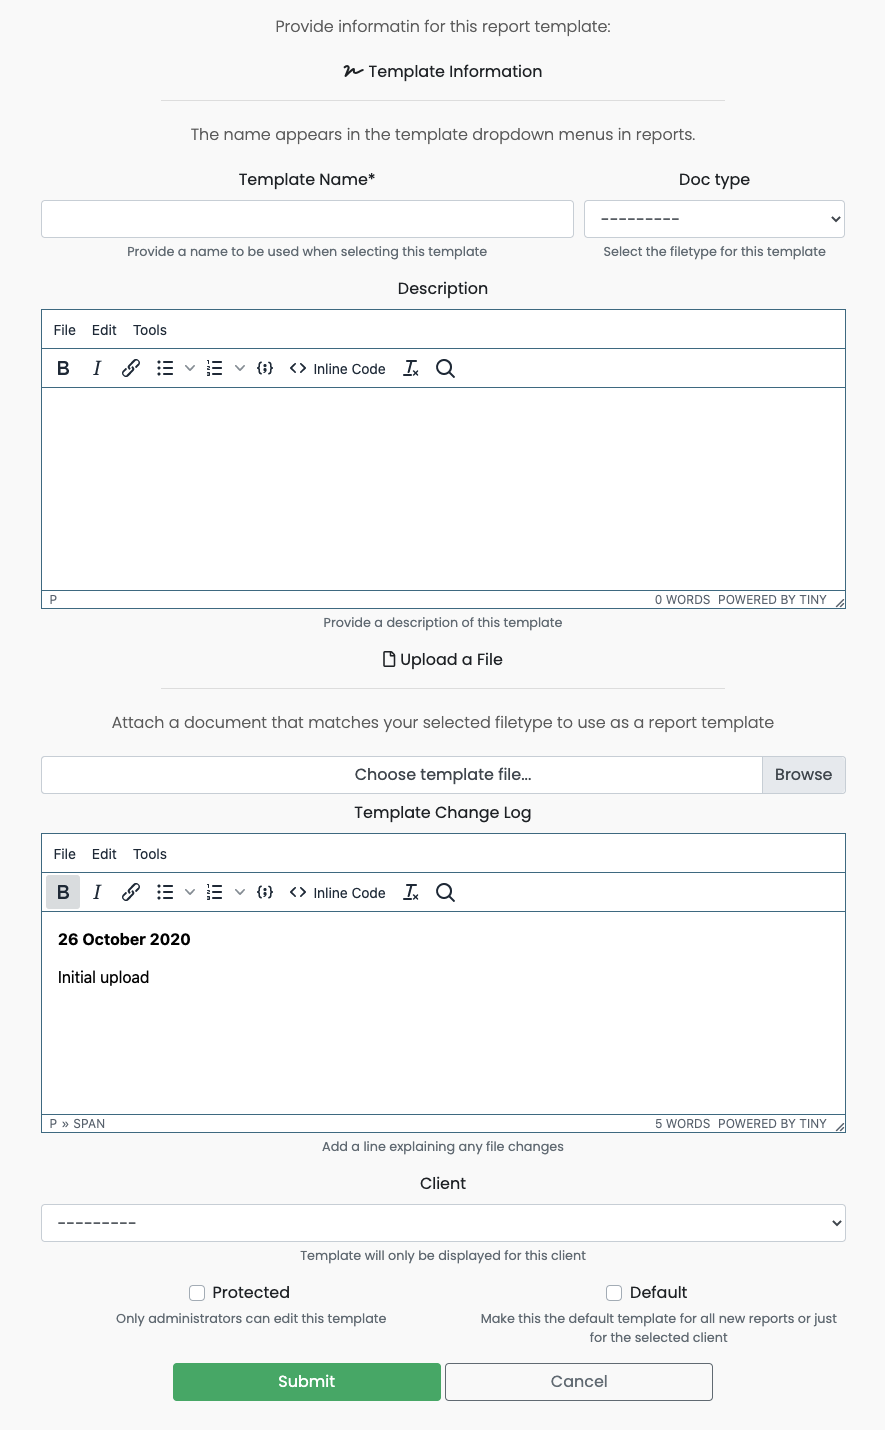 Provide informatin for this report template:
Template Information
The name appears in the template dropdown menus in reports.
Template Name* Doc type
---------
Provide a name to be used when selecting this template Select the filetype for this template
Description
File Edit Tools
B I Inline Code
P 0 WORDS POWERED BY TINY
Provide a description of this template
Upload a File
Attach a document that matches your selected filetype to use as a report template
Choose template file... Browse
Template Change Log
File Edit Tools
B I Inline Code
26 October 2020
Initial upload
P » SPAN 5 WORDS POWERED BY TINY
Add a line explaining any file changes
Client
---------
Template will only be displayed for this client
Protected Default
Only administrators can edit this template Make this the default template for all new reports or just
for the selected client
Submit Cancel